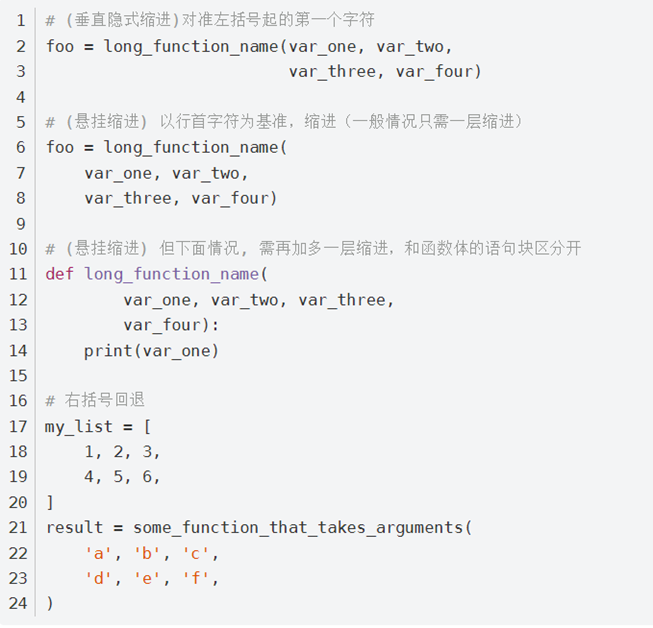 1 # (垂直隐式缩进)对准左括号起的第一个字符
2 foo = long_function_name(var_one, var_two,
3                          var_three, var_four)
4
5 # (悬挂缩进) 以行首字符为基准，缩进（一般情况只需一层缩进）
6 foo = long_function_name(
7     var_one, var_two,
8     var_three, var_four)
9
10 # (悬挂缩进) 但下面情况, 需再加多一层缩进，和函数体的语句块区分开
11 def long_function_name(
12         var_one, var_two, var_three,
13         var_four):
14     print(var_one)
15
16 # 右括号回退
17 my_list = [
18     1, 2, 3,
19     4, 5, 6,
20 ]
21 result = some_function_that_takes_arguments(
22     'a', 'b', 'c',
23     'd', 'e', 'f',
24 )